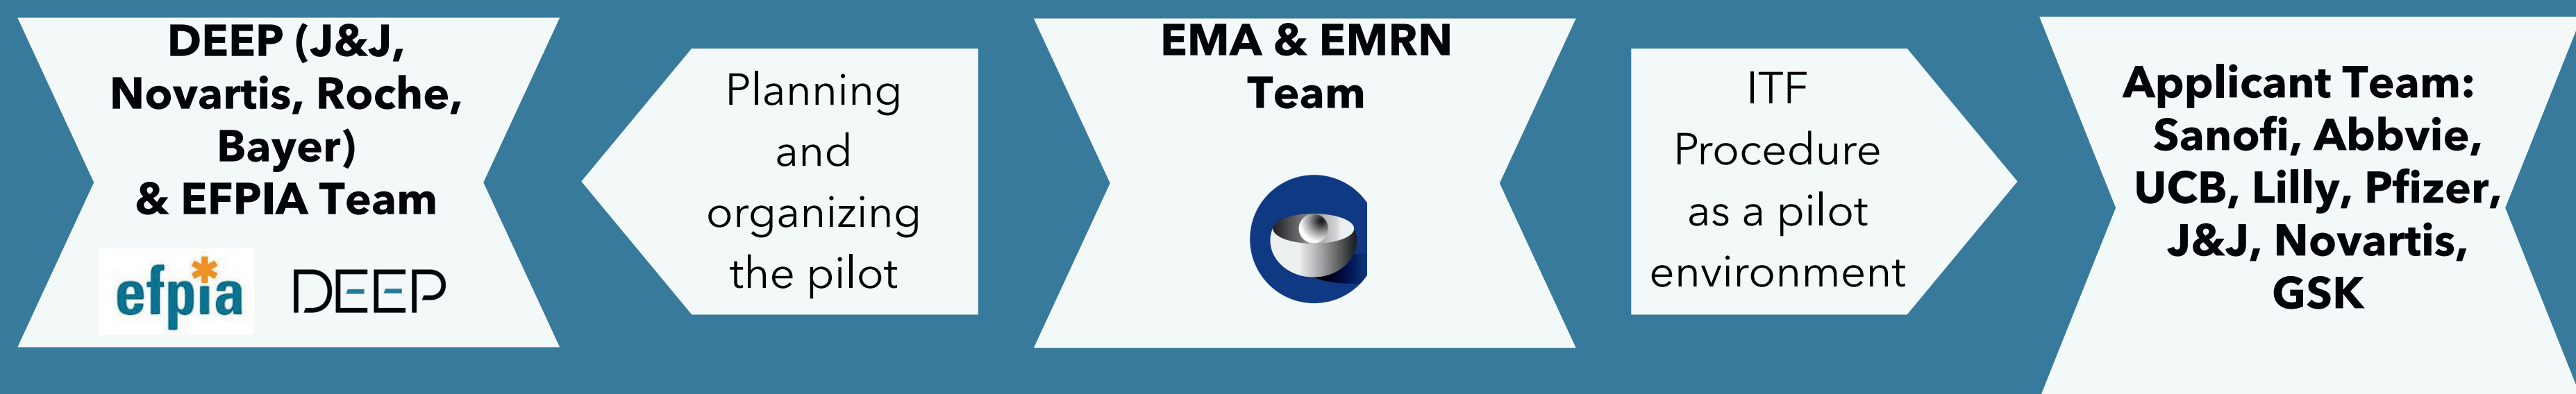 DEEP (J&J,
Novartis, Roche,
Bayer)
& EFPIA Team
efpia DEEP
Planning
and
organizing
the pilot
EMA & EMRN
Team
ITF
Procedure
as a pilot
environment
Applicant Team:
Sanofi, Abbvie,
UCB, Lilly, Pfizer,
J&J, Novartis,
GSK